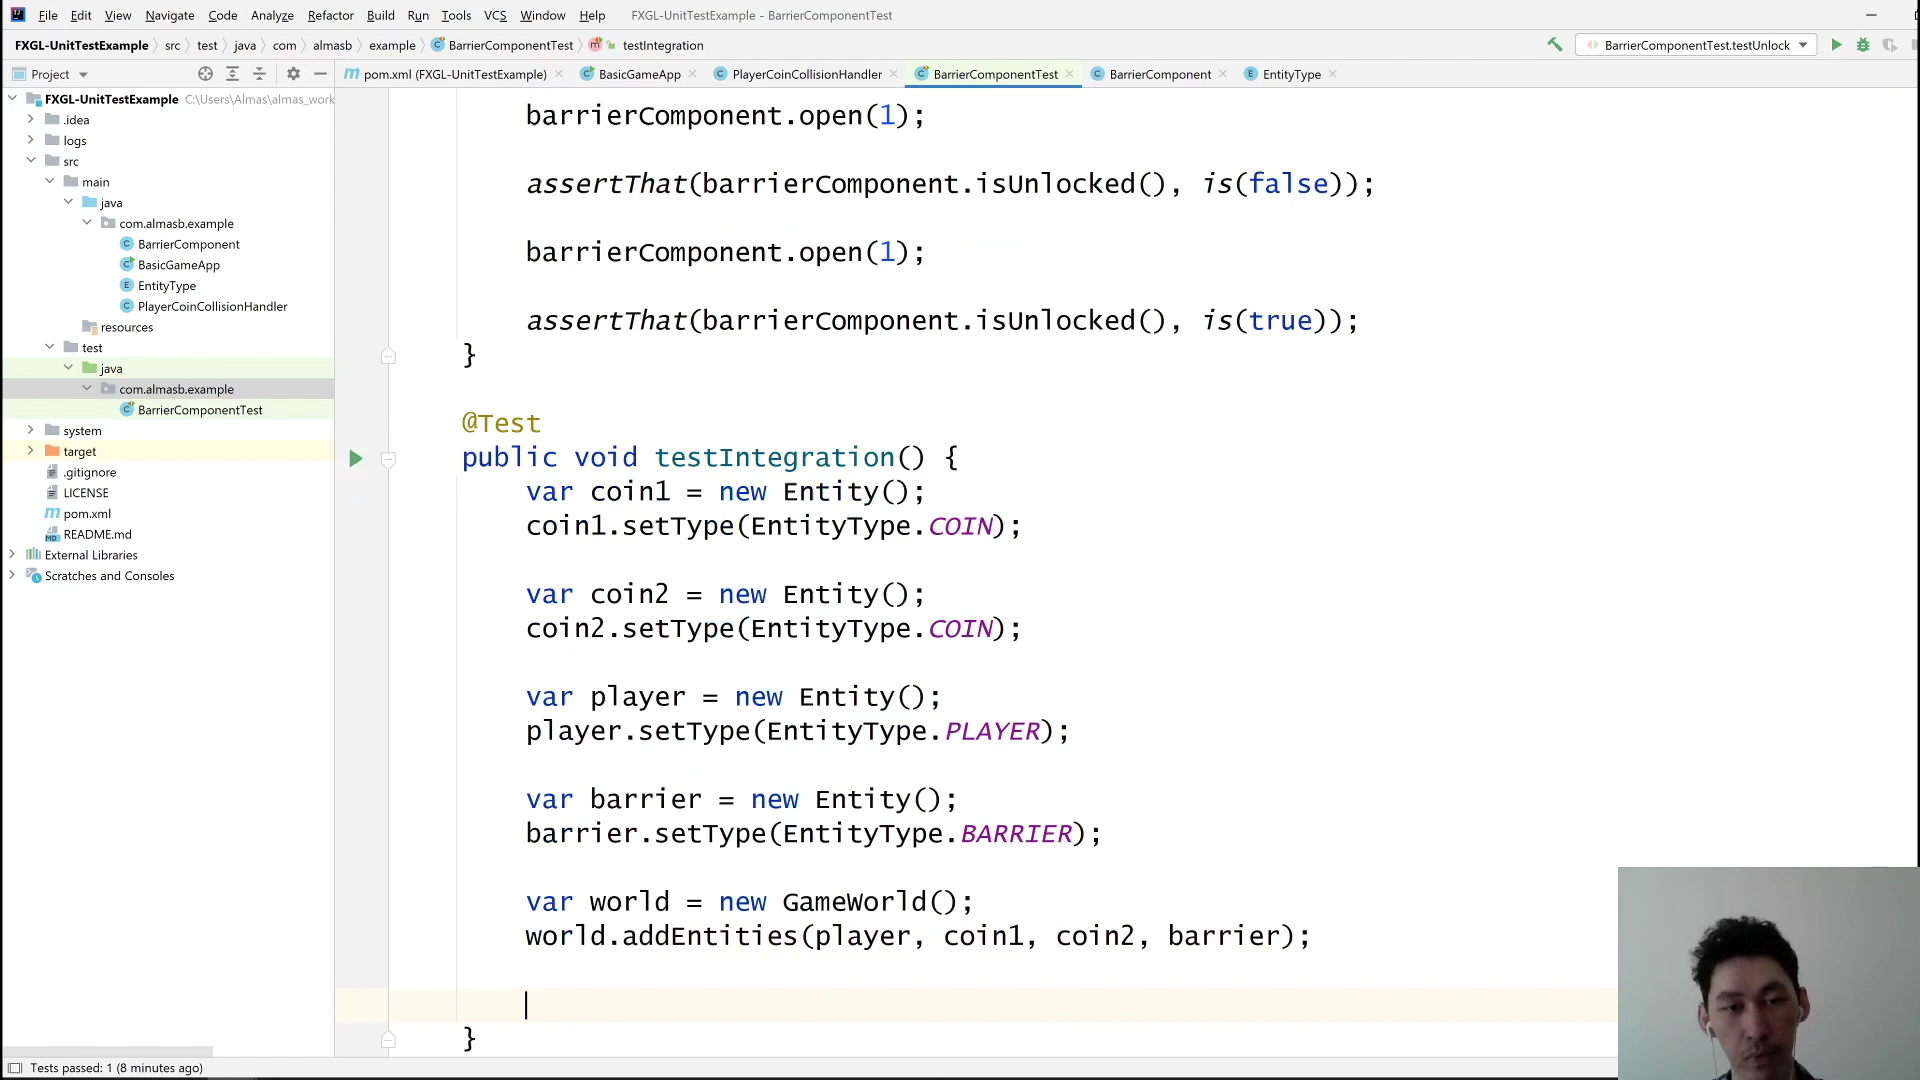 File Edit View Navigate Code Analyze Refactor Build Run Tools VCS Window Help FXGL-UnitTestExample - BarrierComponentTest
FXGL-UnitTestExample src test java com almasb example BarrierComponentTest testIntegration BarrierComponentTest.testUnlock
Project pom.xml (FXGL-UnitTestExample) BasicGameApp PlayerCoinCollisionHandler BarrierComponentTest BarrierComponent EntityType
FXGL-UnitTestExample C:\Users\Almas\almas_work
.idea
logs
src
main
java
com.almasb.example
BarrierComponent
BasicGameApp
EntityType
PlayerCoinCollisionHandler
resources
test
java
com.almasb.example
BarrierComponentTest
system
target
.gitignore
LICENSE
pom.xml
README.md
External Libraries
Scratches and Consoles
barrierComponent.open(1);
assertThat(barrierComponent.isUnlocked(), is(false));
barrierComponent.open(1);
assertThat(barrierComponent.isUnlocked(), is(true));
}
@Test
public void testIntegration() {
var coin1 = new Entity();
coin1.setType(EntityType.COIN);
var coin2 = new Entity();
coin2.setType(EntityType.COIN);
var player = new Entity();
player.setType(EntityType.PLAYER);
var barrier = new Entity();
barrier.setType(EntityType.BARRIER);
var world = new GameWorld();
world.addEntities(player, coin1, coin2, barrier);
}
Tests passed: 1 (8 minutes ago)